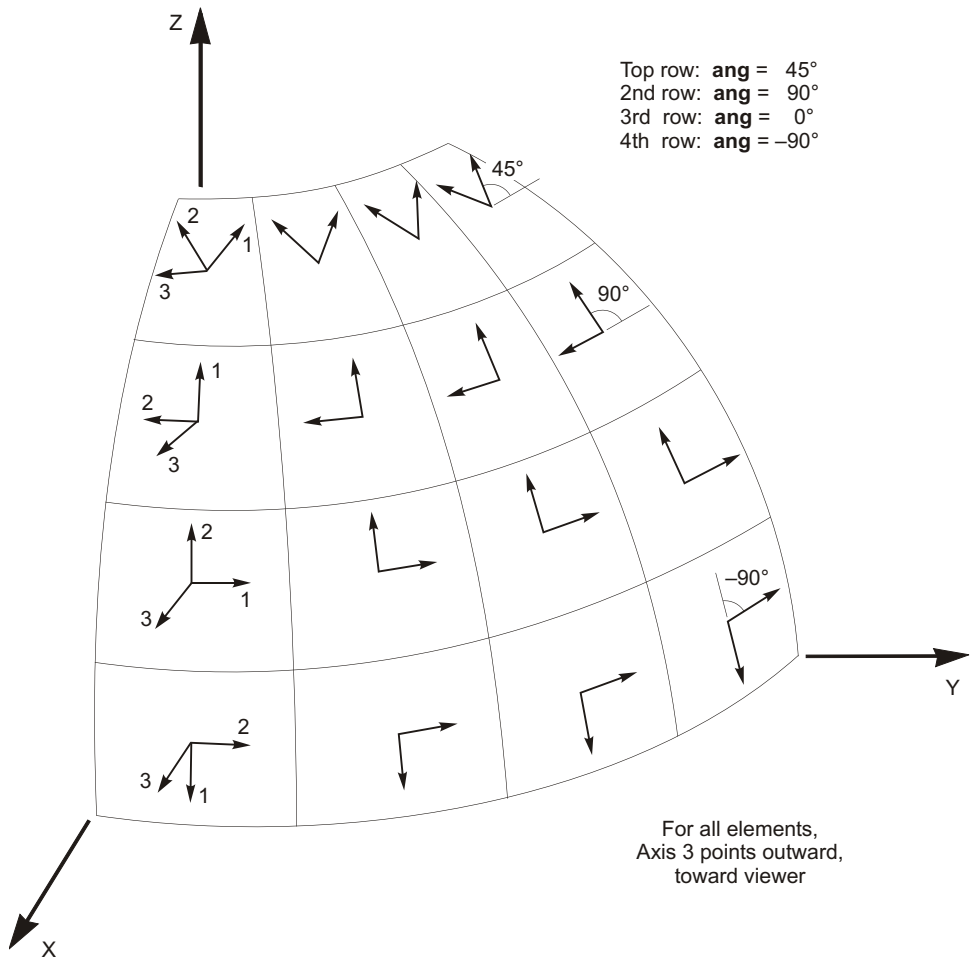 Z
Top row: ang = 45°
2nd row: ang = 90°
3rd row: ang = 0°
4th row: ang = –90°
45°
2
1
3
90°
1
2
3
2
1
3
–90°
Y
2
3
1
For all elements,
Axis 3 points outward,
toward viewer
X